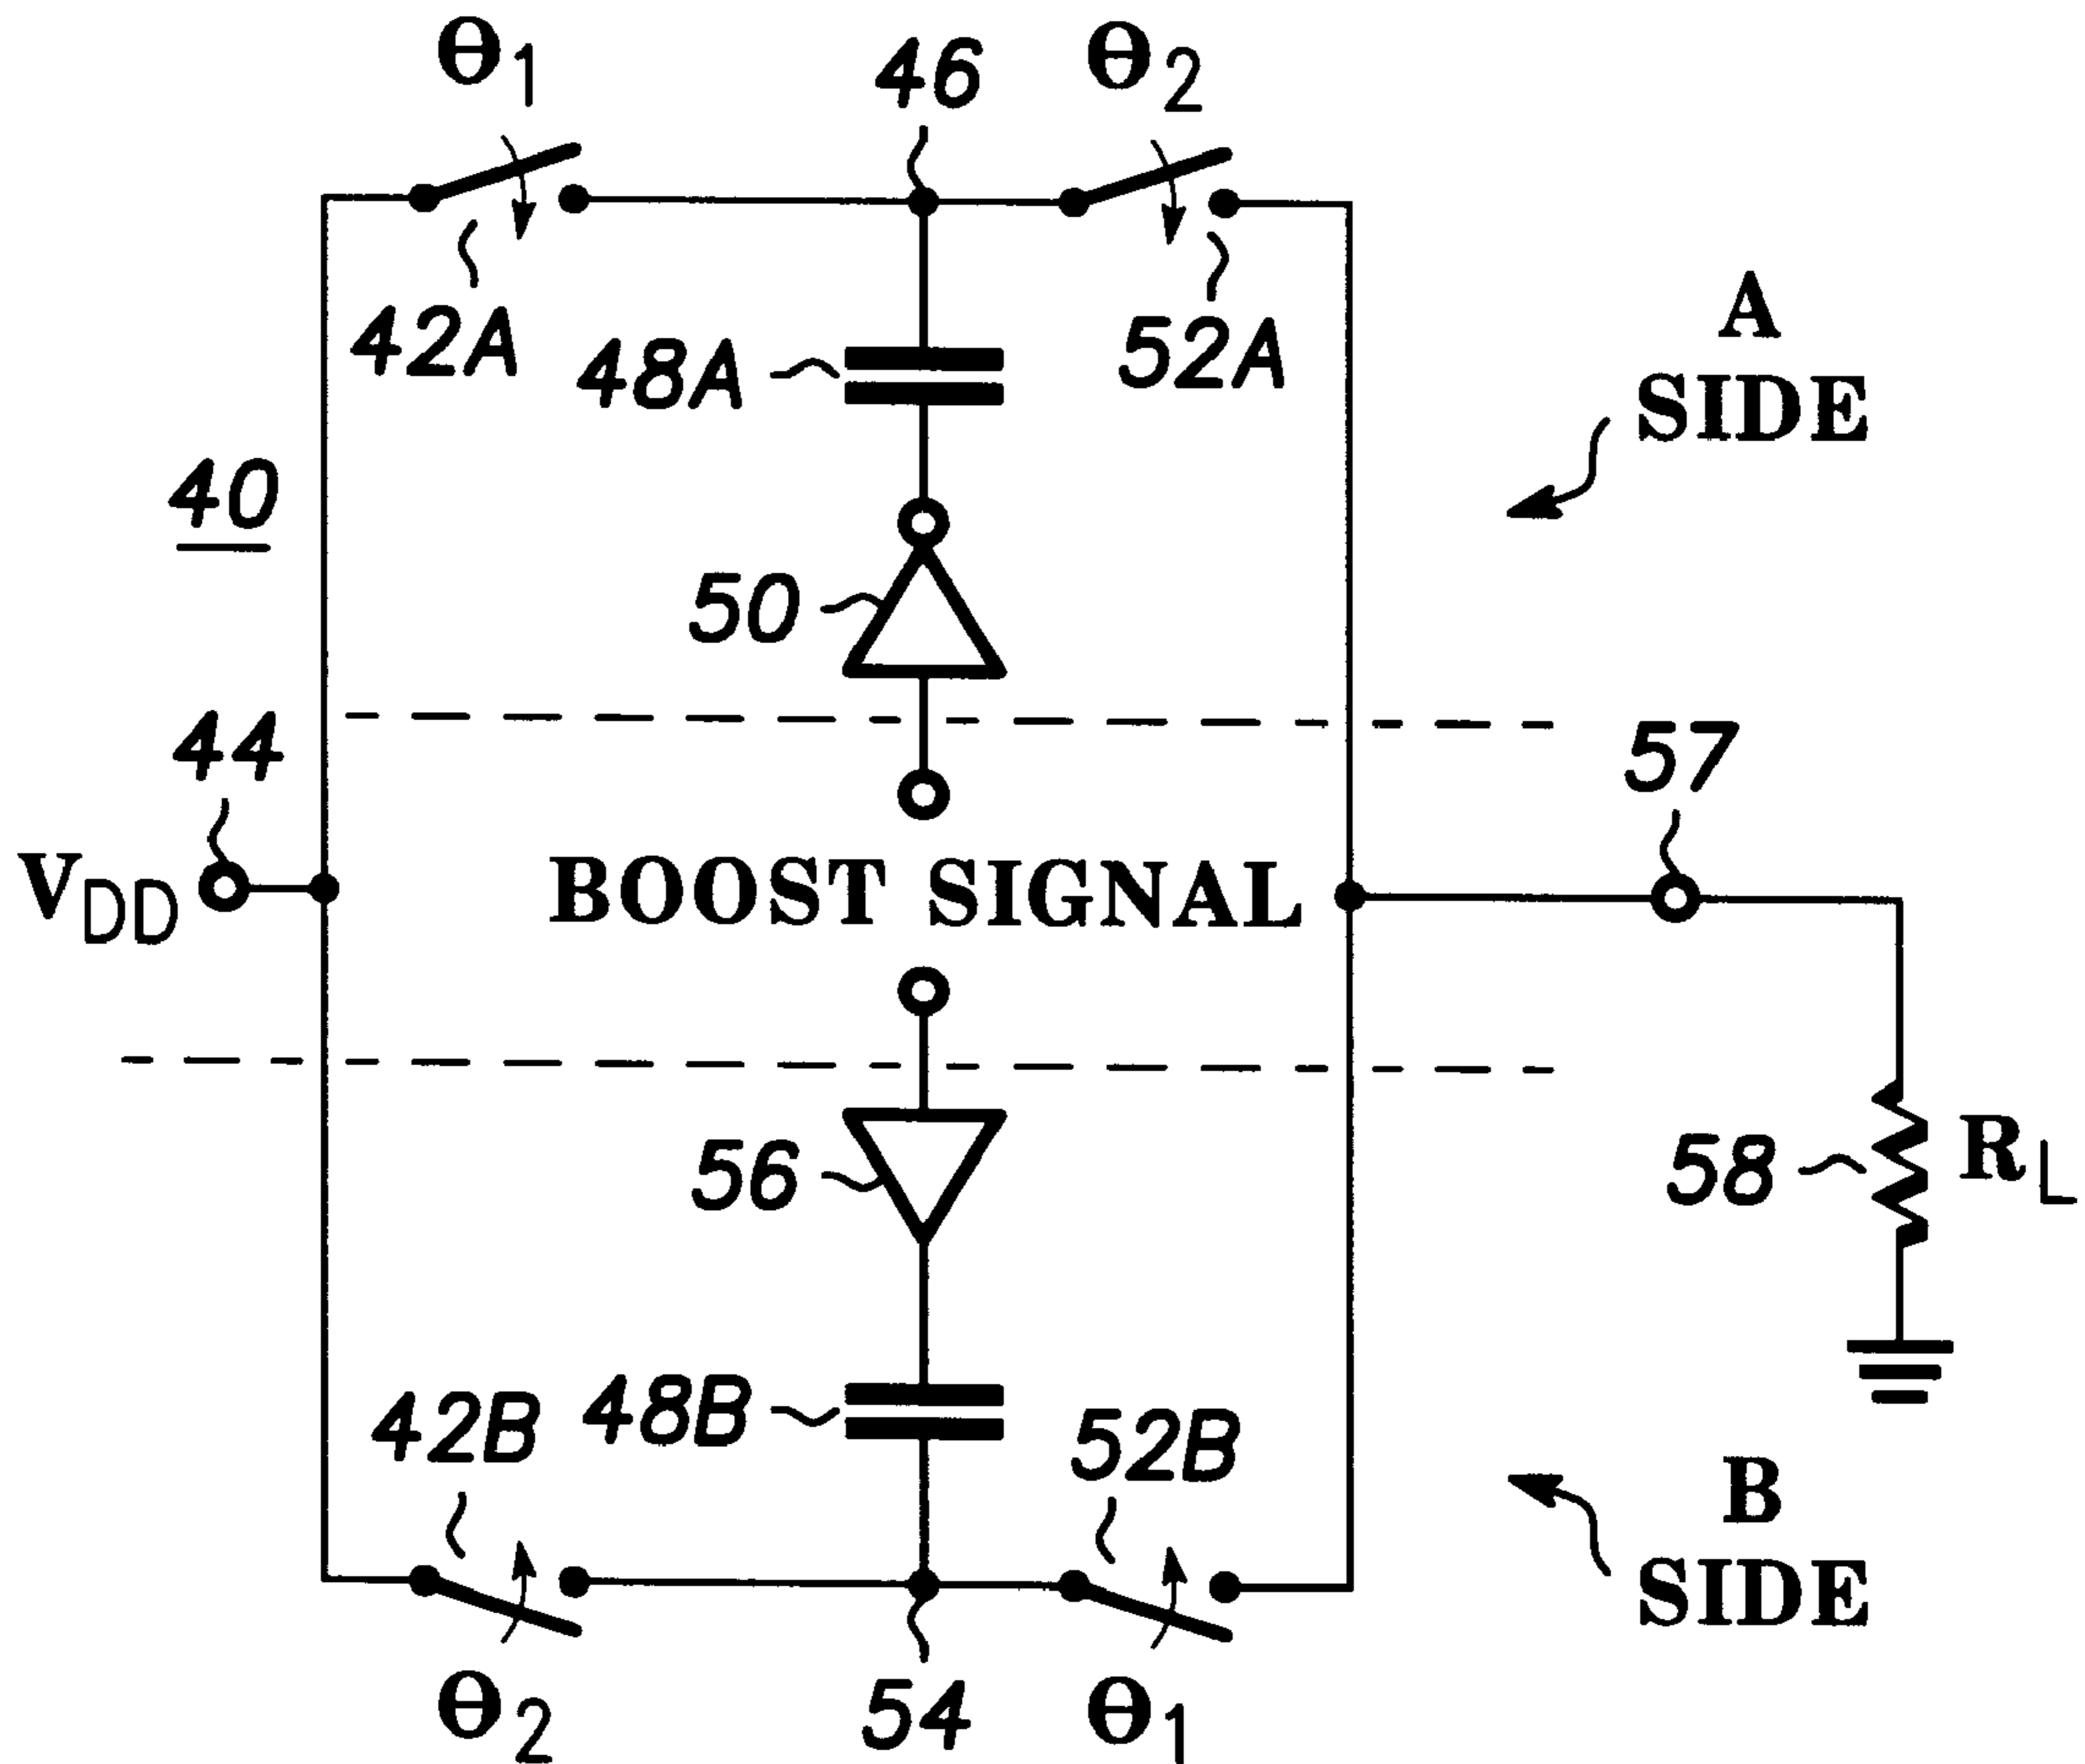 θ1
46
θ2
42A
48A
52A
A
SIDE
40
50
44
57
VDD
BOOST SIGNAL
56
58
RL
42B
48B
52B
B
SIDE
θ2
54
θ1